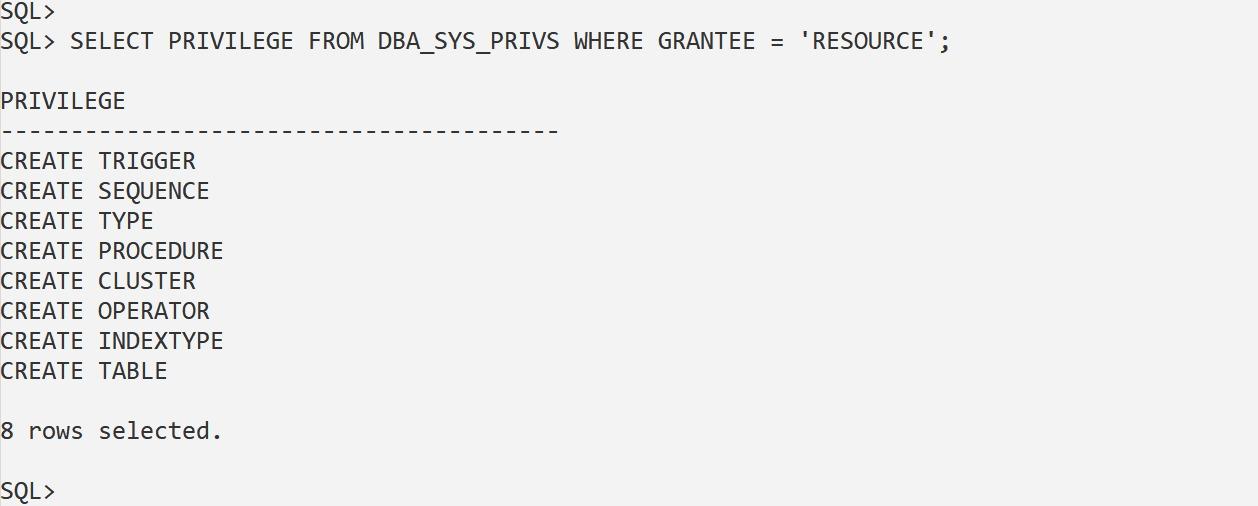 SQL>
SQL> SELECT PRIVILEGE FROM DBA_SYS_PRIVS WHERE GRANTEE = 'RESOURCE';
PRIVILEGE
----------------------------------------
CREATE TRIGGER
CREATE SEQUENCE
CREATE TYPE
CREATE PROCEDURE
CREATE CLUSTER
CREATE OPERATOR
CREATE INDEXTYPE
CREATE TABLE
8 rows selected.
SQL>